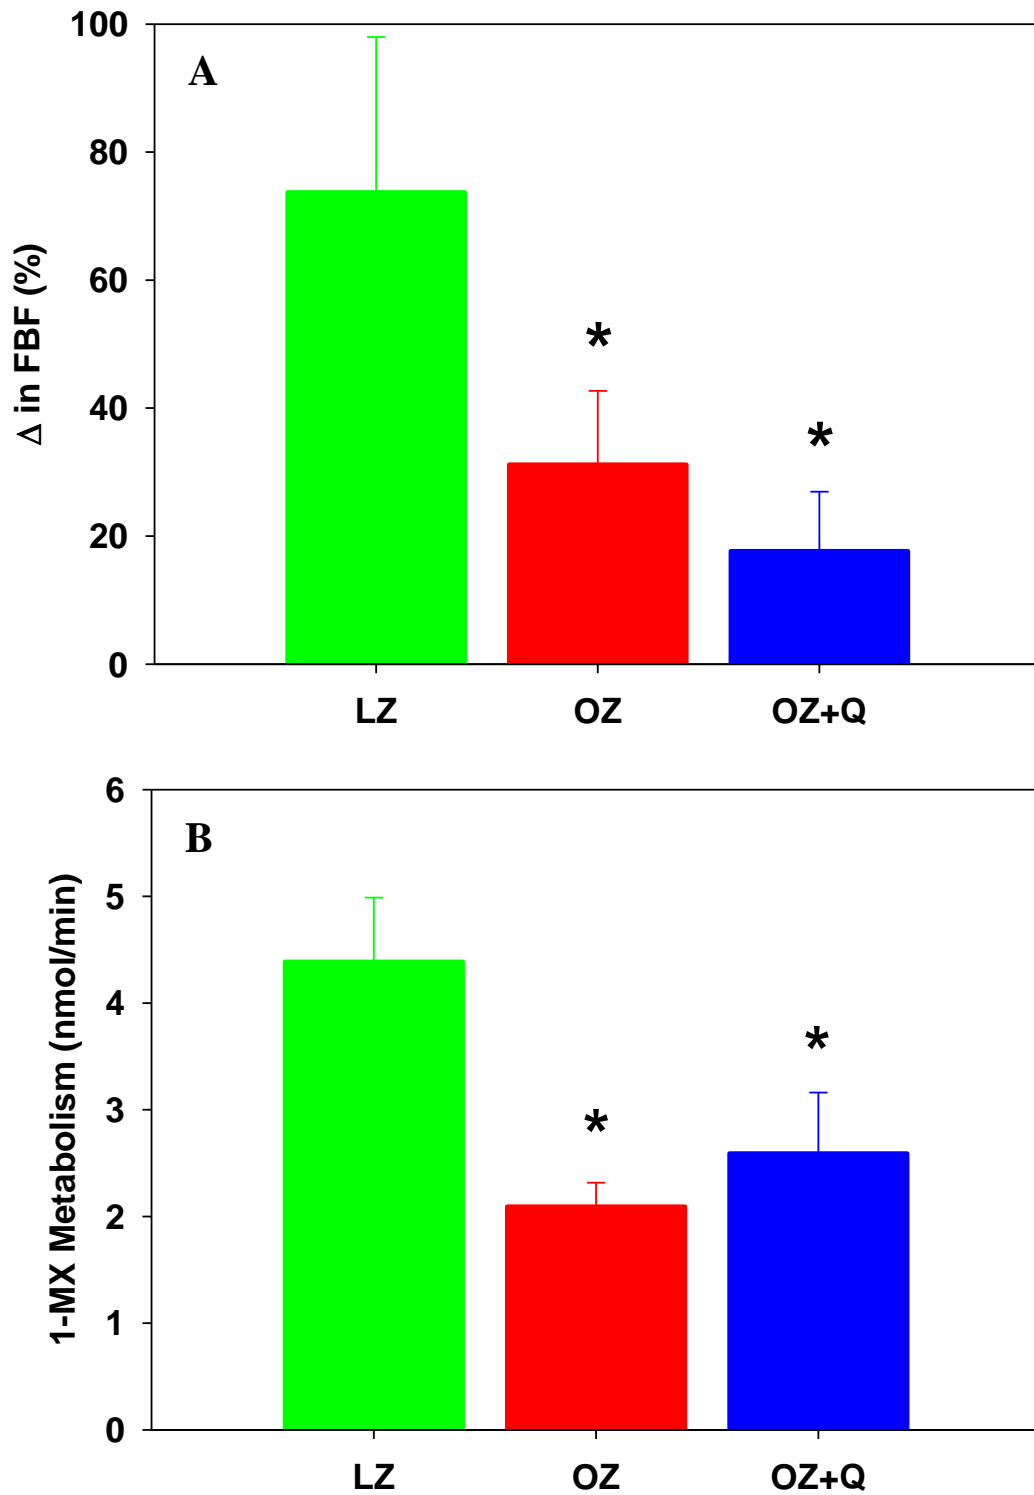 A
Δ in FBF (%)
100
80
60
40
20
0
*
*
LZ OZ OZ+Q
B
1-MX Metabolism (nmol/min)
6
5
4
3
2
1
0
*
*
LZ OZ OZ+Q